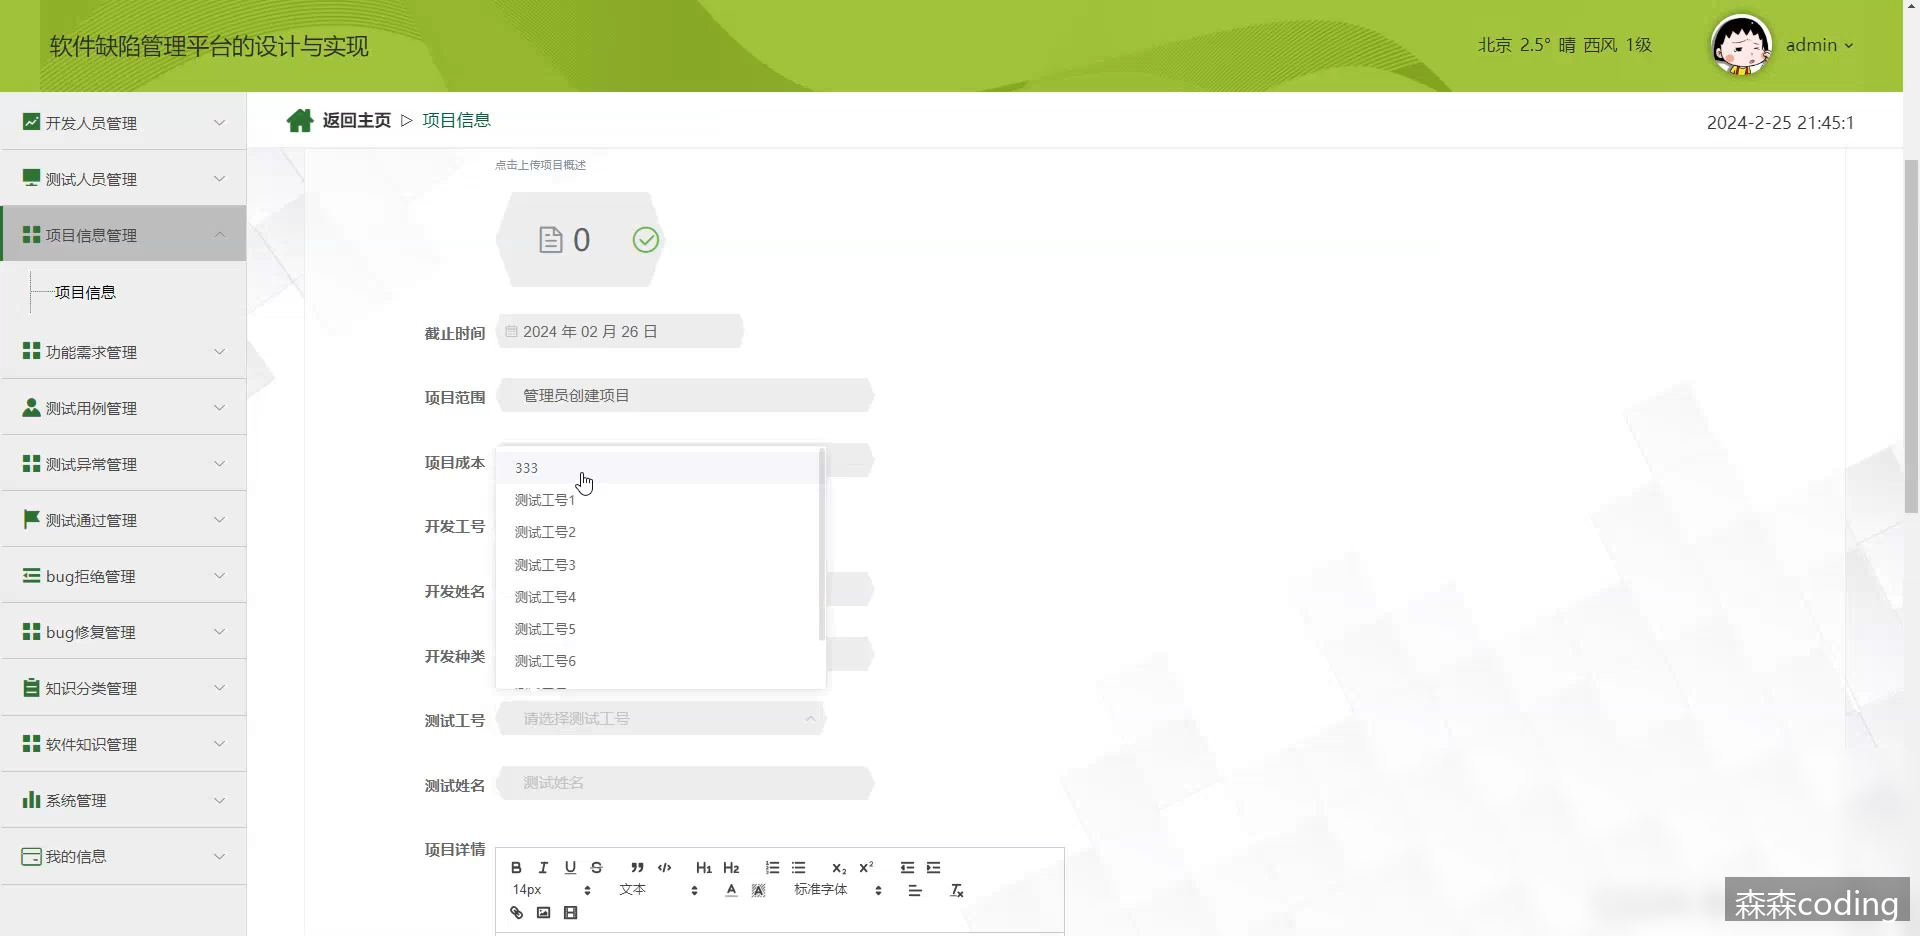 软件缺陷管理平台的设计与实现
北京 2.5° 晴 西风 1级
admin
开发人员管理
测试人员管理
项目信息管理
项目信息
功能需求管理
测试用例管理
测试异常管理
测试通过管理
bug拒绝管理
bug修复管理
知识分类管理
软件知识管理
系统管理
我的信息
返回主页 ▷ 项目信息
2024-2-25 21:45:1
点击上传项目概述
0
截止时间 2024 年 02 月 26 日
项目范围 管理员创建项目
项目成本
333
测试工号1
开发工号
测试工号2
测试工号3
开发姓名
测试工号4
测试工号5
开发种类
测试工号6
测试工号 请选择测试工号
测试姓名 测试姓名
项目详情
B I U S H1 H2 x2 x2
14px 文本 A A 标准字体 Tx
森森coding